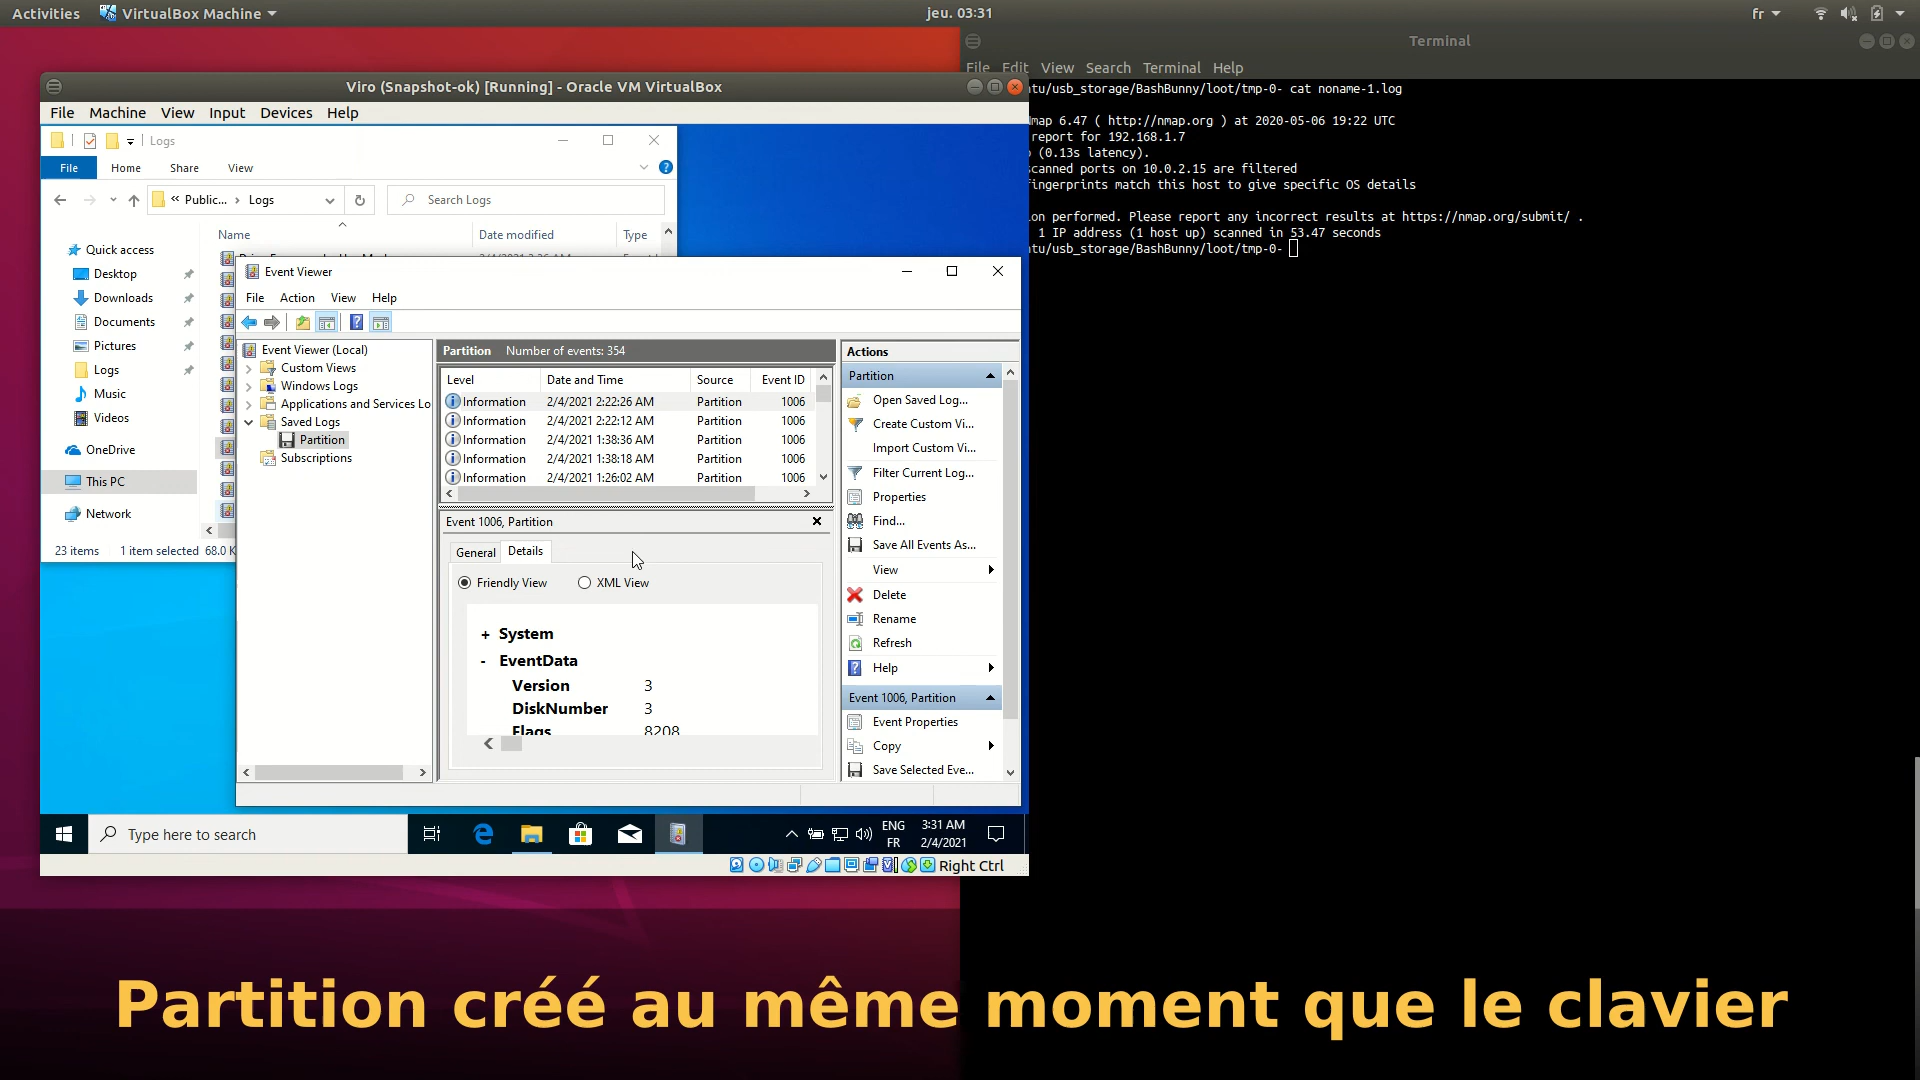 Activities
VirtualBox Machine
jeu. 03:31
fr
Terminal
File Edit View Search Terminal Help
ntu/usb_storage/BashBunny/loot/tmp-0- cat noname-1.log
map 6.47 ( http://nmap.org ) at 2020-05-06 19:22 UTC
report for 192.168.1.7
(0.13s latency).
scanned ports on 10.0.2.15 are filtered
fingerprints match this host to give specific OS details
on performed. Please report any incorrect results at https://nmap.org/submit/ .
1 IP address (1 host up) scanned in 53.47 seconds
ntu/usb_storage/BashBunny/loot/tmp-0-
Viro (Snapshot-ok) [Running] - Oracle VM VirtualBox
File Machine View Input Devices Help
Logs
File Home Share View
« Public... › Logs
Search Logs
Name Date modified Type
Quick access
Desktop
Downloads
Documents
Pictures
Logs
Music
Videos
OneDrive
This PC
Network
23 items 1 item selected 68.0 K
Event Viewer
File Action View Help
Event Viewer (Local)
Custom Views
Windows Logs
Applications and Services Lo
Saved Logs
Partition
Subscriptions
Partition Number of events: 354
Level Date and Time Source Event ID
Information 2/4/2021 2:22:26 AM Partition 1006
Information 2/4/2021 2:22:12 AM Partition 1006
Information 2/4/2021 1:38:36 AM Partition 1006
Information 2/4/2021 1:38:18 AM Partition 1006
Information 2/4/2021 1:26:02 AM Partition 1006
Event 1006, Partition
General Details
Friendly View XML View
+ System
- EventData
Version 3
DiskNumber 3
Flags 8208
Actions
Partition
Open Saved Log...
Create Custom Vi...
Import Custom Vi...
Filter Current Log...
Properties
Find...
Save All Events As...
View
Delete
Rename
Refresh
Help
Event 1006, Partition
Event Properties
Copy
Save Selected Eve...
Type here to search
ENG
FR
3:31 AM
2/4/2021
Right Ctrl
Partition créé au même moment que le clavier